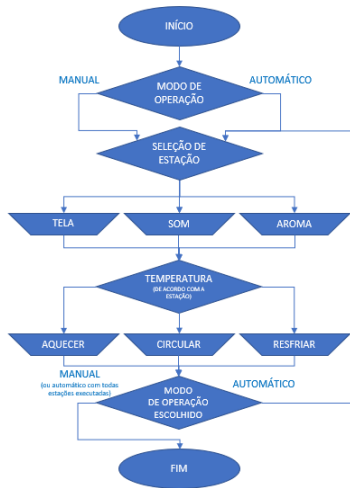 INÍCIO
MANUAL
AUTOMÁTICO
MODO DE
OPERAÇÃO
SELEÇÃO DE
ESTAÇÃO
TELA
SOM
AROMA
TEMPERATURA
(DE ACORDO COM A
ESTAÇÃO)
AQUECER
CIRCULAR
RESFRIAR
MANUAL
(ou automático com todas
estações executadas)
AUTOMÁTICO
MODO
DE OPERAÇÃO
ESCOLHIDO
FIM